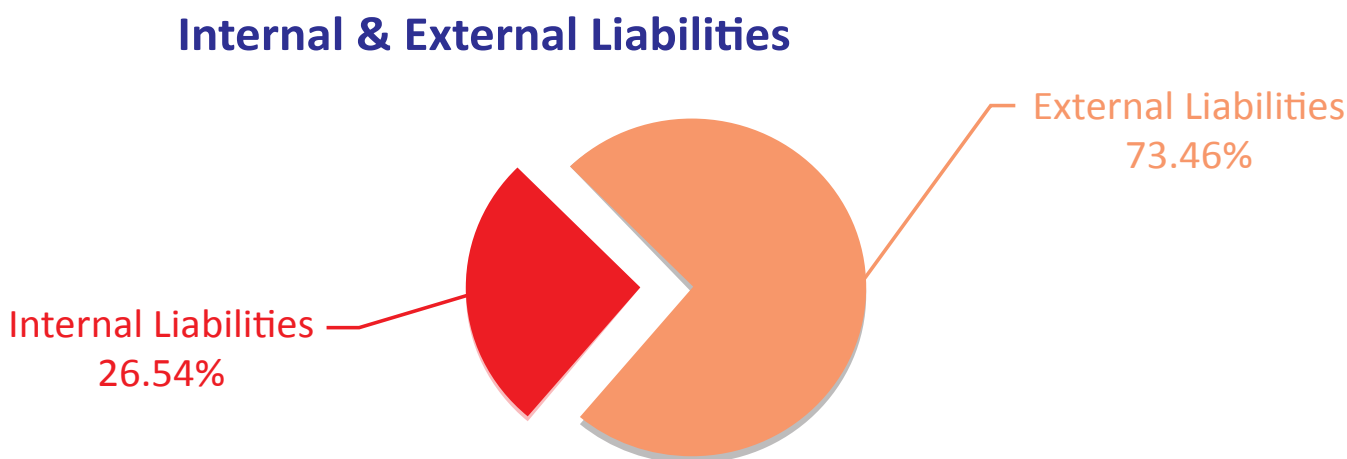 Internal & External Liabilities
External Liabilities
73.46%
Internal Liabilities
26.54%